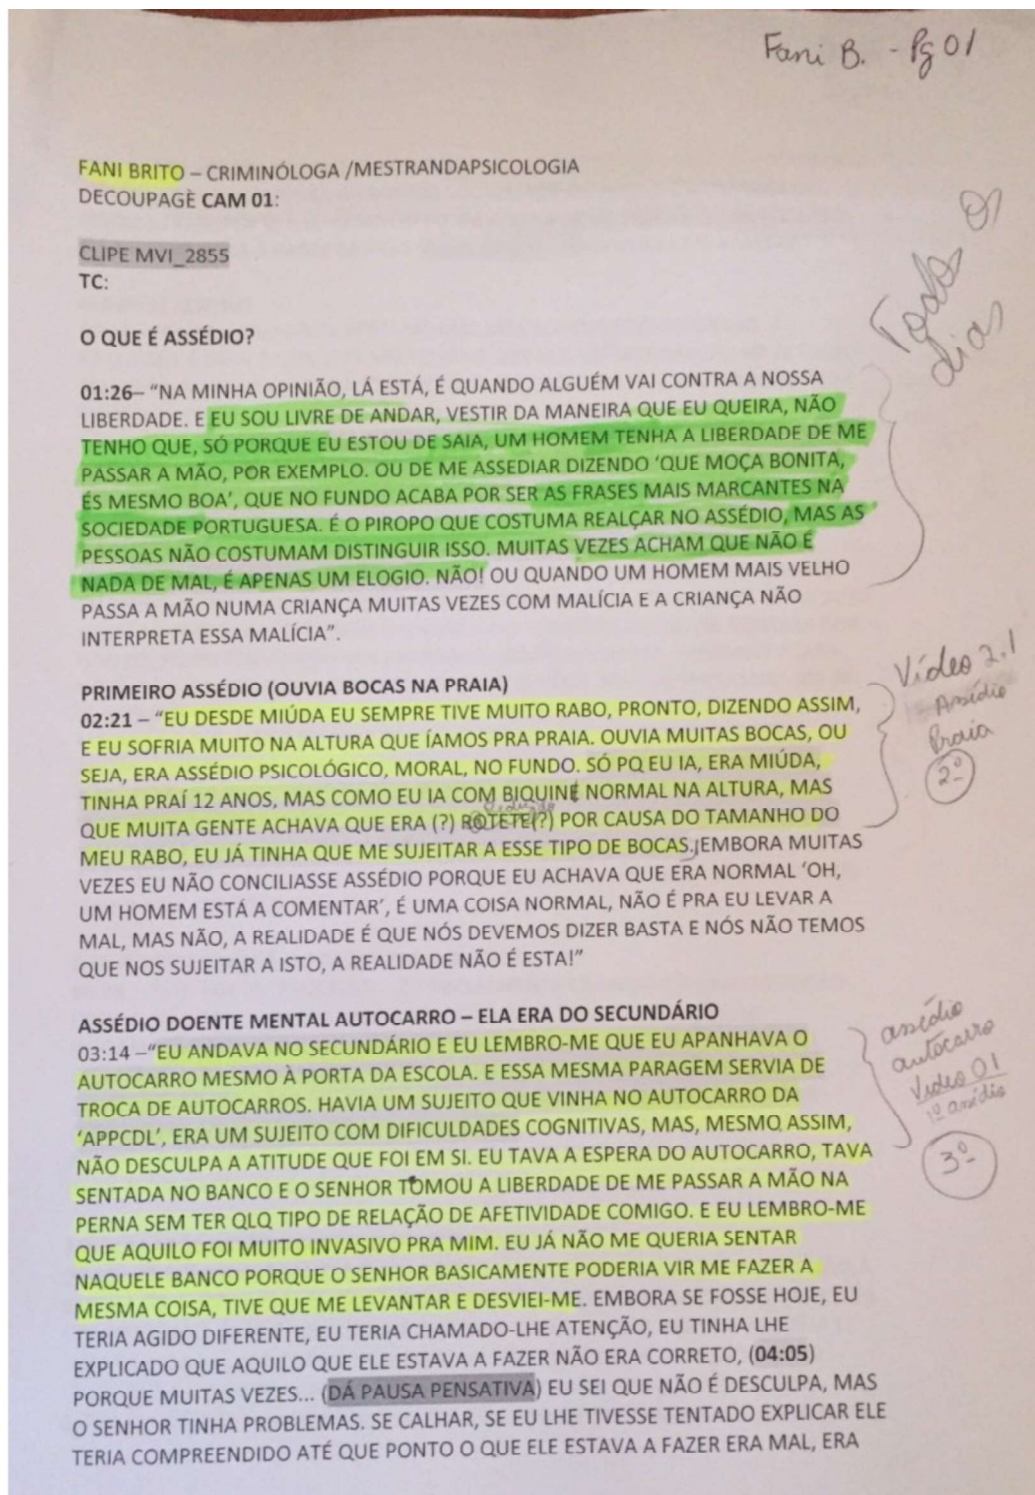 Fani B. - Pg 01
FANI BRITO – CRIMINÓLOGA /MESTRANDAPSICOLOGIA
DECOUPAGÈ CAM 01:
CLIPE MVI_2855
TC:
Todos os
dias
O QUE É ASSÉDIO?
01:26– “NA MINHA OPINIÃO, LÁ ESTÁ, É QUANDO ALGUÉM VAI CONTRA A NOSSA
LIBERDADE. E EU SOU LIVRE DE ANDAR, VESTIR DA MANEIRA QUE EU QUEIRA, NÃO
TENHO QUE, SÓ PORQUE EU ESTOU DE SAIA, UM HOMEM TENHA A LIBERDADE DE ME
PASSAR A MÃO, POR EXEMPLO. OU DE ME ASSEDIAR DIZENDO ‘QUE MOÇA BONITA,
ÉS MESMO BOA’, QUE NO FUNDO ACABA POR SER AS FRASES MAIS MARCANTES NA
SOCIEDADE PORTUGUESA. É O PIROPO QUE COSTUMA REALÇAR NO ASSÉDIO, MAS AS
PESSOAS NÃO COSTUMAM DISTINGUIR ISSO. MUITAS VEZES ACHAM QUE NÃO É
NADA DE MAL, É APENAS UM ELOGIO. NÃO! OU QUANDO UM HOMEM MAIS VELHO
PASSA A MÃO NUMA CRIANÇA MUITAS VEZES COM MALÍCIA E A CRIANÇA NÃO
INTERPRETA ESSA MALÍCIA”.
PRIMEIRO ASSÉDIO (OUVIA BOCAS NA PRAIA)
02:21 – “EU DESDE MIÚDA EU SEMPRE TIVE MUITO RABO, PRONTO, DIZENDO ASSIM,
E EU SOFRIA MUITO NA ALTURA QUE ÍAMOS PRA PRAIA. OUVIA MUITAS BOCAS, OU
SEJA, ERA ASSÉDIO PSICOLÓGICO, MORAL, NO FUNDO. SÓ PQ EU IA, ERA MIÚDA,
TINHA PRAÍ 12 ANOS, MAS COMO EU IA COM BIQUINE NORMAL NA ALTURA, MAS
QUE MUITA GENTE ACHAVA QUE ERA (?) ROTETE(?) POR CAUSA DO TAMANHO DO
MEU RABO, EU JÁ TINHA QUE ME SUJEITAR A ESSE TIPO DE BOCAS. EMBORA MUITAS
VEZES EU NÃO CONCILIASSE ASSÉDIO PORQUE EU ACHAVA QUE ERA NORMAL ‘OH,
UM HOMEM ESTÁ A COMENTAR’, É UMA COISA NORMAL, NÃO É PRA EU LEVAR A
MAL, MAS NÃO, A REALIDADE É QUE NÓS DEVEMOS DIZER BASTA E NÓS NÃO TEMOS
QUE NOS SUJEITAR A ISTO, A REALIDADE NÃO É ESTA!”
Vídeo 2.1
Assédio
Praia
2º
ASSÉDIO DOENTE MENTAL AUTOCARRO – ELA ERA DO SECUNDÁRIO
03:14 –“EU ANDAVA NO SECUNDÁRIO E EU LEMBRO-ME QUE EU APANHAVA O
AUTOCARRO MESMO À PORTA DA ESCOLA. E ESSA MESMA PARAGEM SERVIA DE
TROCA DE AUTOCARROS. HAVIA UM SUJEITO QUE VINHA NO AUTOCARRO DA
‘APPCDL’, ERA UM SUJEITO COM DIFICULDADES COGNITIVAS, MAS, MESMO ASSIM,
NÃO DESCULPA A ATITUDE QUE FOI EM SI. EU TAVA A ESPERA DO AUTOCARRO, TAVA
SENTADA NO BANCO E O SENHOR TOMOU A LIBERDADE DE ME PASSAR A MÃO NA
PERNA SEM TER QLQ TIPO DE RELAÇÃO DE AFETIVIDADE COMIGO. E EU LEMBRO-ME
QUE AQUILO FOI MUITO INVASIVO PRA MIM. EU JÁ NÃO ME QUERIA SENTAR
NAQUELE BANCO PORQUE O SENHOR BASICAMENTE PODERIA VIR ME FAZER A
MESMA COISA, TIVE QUE ME LEVANTAR E DESVIEI-ME. EMBORA SE FOSSE HOJE, EU
TERIA AGIDO DIFERENTE, EU TERIA CHAMADO-LHE ATENÇÃO, EU TINHA LHE
EXPLICADO QUE AQUILO QUE ELE ESTAVA A FAZER NÃO ERA CORRETO, (04:05)
PORQUE MUITAS VEZES... (DÁ PAUSA PENSATIVA) EU SEI QUE NÃO É DESCULPA, MAS
O SENHOR TINHA PROBLEMAS. SE CALHAR, SE EU LHE TIVESSE TENTADO EXPLICAR ELE
TERIA COMPREENDIDO ATÉ QUE PONTO O QUE ELE ESTAVA A FAZER ERA MAL, ERA
assédio
autocarro
Vídeo 01
1º assédio
3º